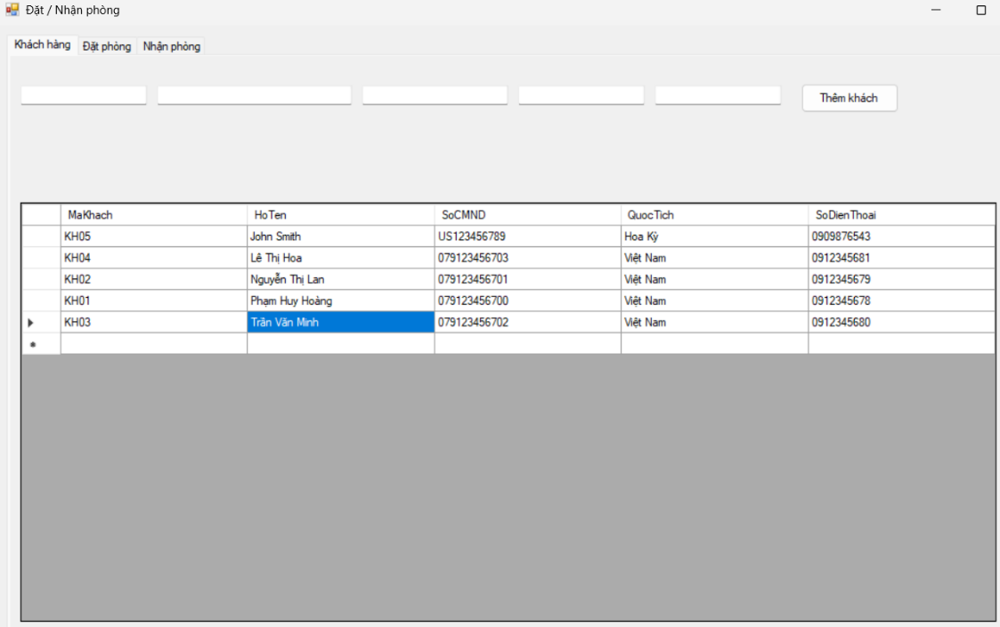 Đặt / Nhận phòng
Khách hàng Đặt phòng Nhận phòng
Thêm khách
MaKhach HoTen SoCMND QuocTich SoDienThoai
KH05 John Smith US123456789 Hoa Kỳ 0909876543
KH04 Lê Thị Hoa 079123456703 Việt Nam 0912345681
KH02 Nguyễn Thị Lan 079123456701 Việt Nam 0912345679
KH01 Phạm Huy Hoàng 079123456700 Việt Nam 0912345678
KH03 Trần Văn Minh 079123456702 Việt Nam 0912345680